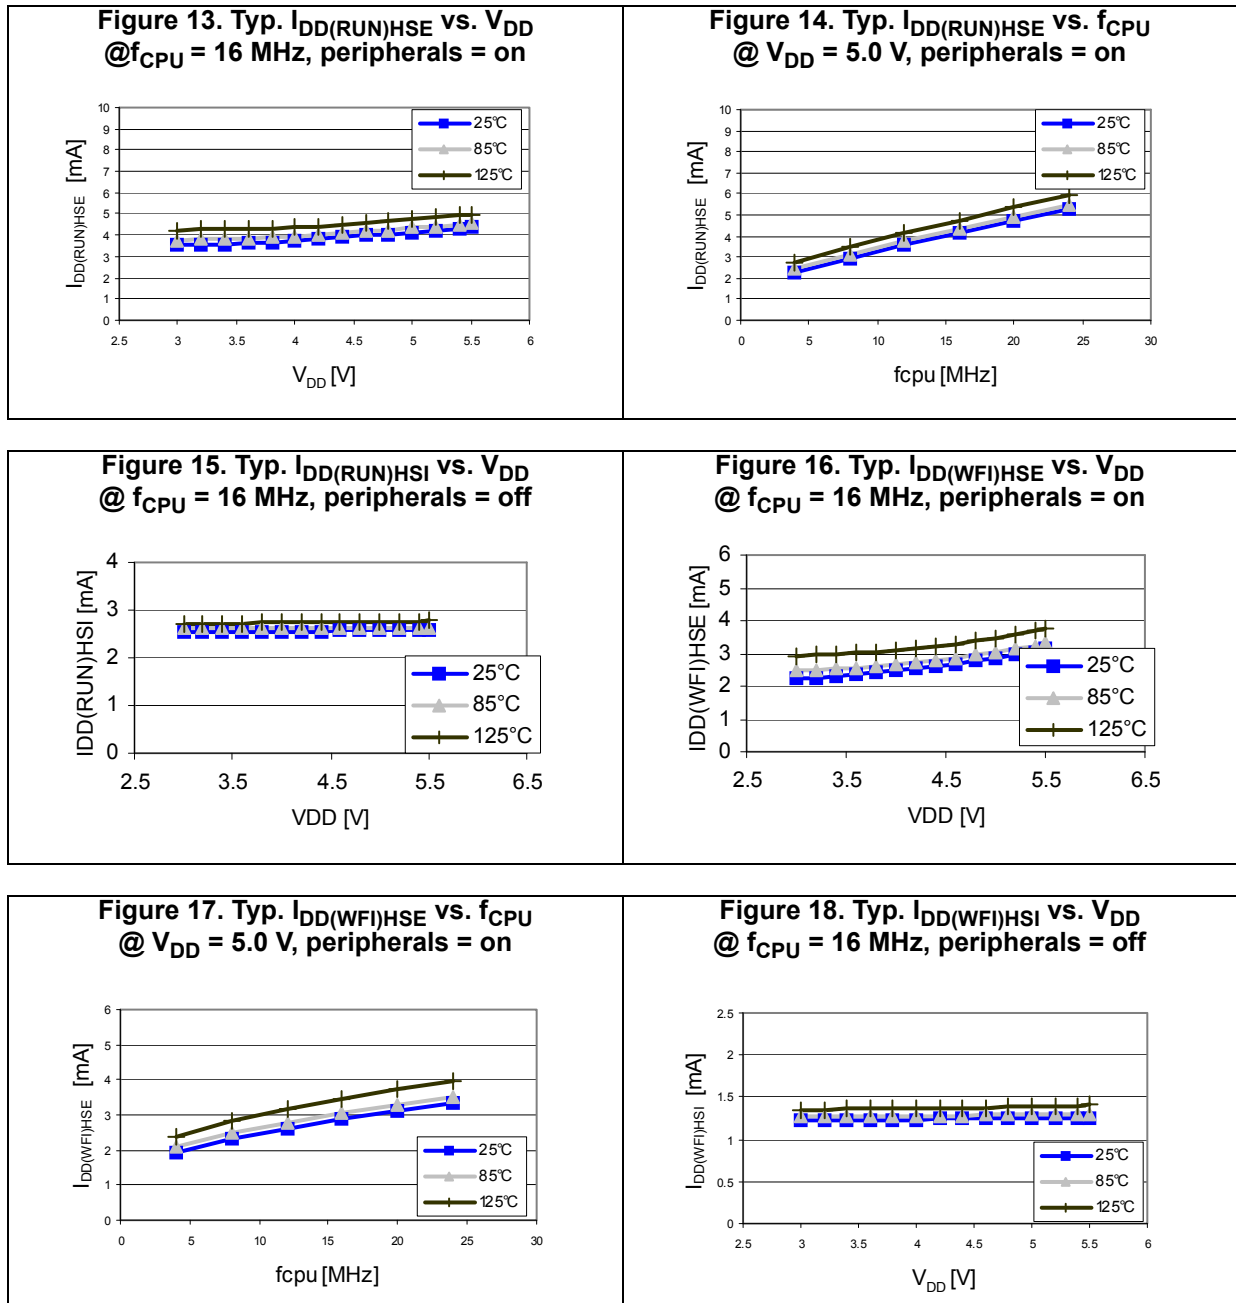 Figure 13. Typ. IDD(RUN)HSE vs. VDD
@fCPU = 16 MHz, peripherals = on
10
9
8
7
6
5
4
3
2
1
0
2.5 3 3.5 4 4.5 5 5.5 6
IDD(RUN)HSE [mA]
VDD [V]
25°C
85°C
125°C
Figure 14. Typ. IDD(RUN)HSE vs. fCPU
@ VDD = 5.0 V, peripherals = on
10
9
8
7
6
5
4
3
2
1
0
0 5 10 15 20 25 30
IDD(RUN)HSE [mA]
fcpu [MHz]
25°C
85°C
125°C
Figure 15. Typ. IDD(RUN)HSI vs. VDD
@ fCPU = 16 MHz, peripherals = off
4
3
2
1
0
2.5 3.5 4.5 5.5 6.5
IDD(RUN)HSI [mA]
VDD [V]
25°C
85°C
125°C
Figure 16. Typ. IDD(WFI)HSE vs. VDD
@ fCPU = 16 MHz, peripherals = on
6
5
4
3
2
1
0
2.5 3.5 4.5 5.5 6.5
IDD(WFI)HSE [mA]
VDD [V]
25°C
85°C
125°C
Figure 17. Typ. IDD(WFI)HSE vs. fCPU
@ VDD = 5.0 V, peripherals = on
6
5
4
3
2
1
0
0 5 10 15 20 25 30
IDD(WFI)HSE [mA]
fcpu [MHz]
25°C
85°C
125°C
Figure 18. Typ. IDD(WFI)HSI vs. VDD
@ fCPU = 16 MHz, peripherals = off
2.5
2
1.5
1
0.5
0
2.5 3 3.5 4 4.5 5 5.5 6
IDD(WFI)HSI [mA]
VDD [V]
25°C
85°C
125°C